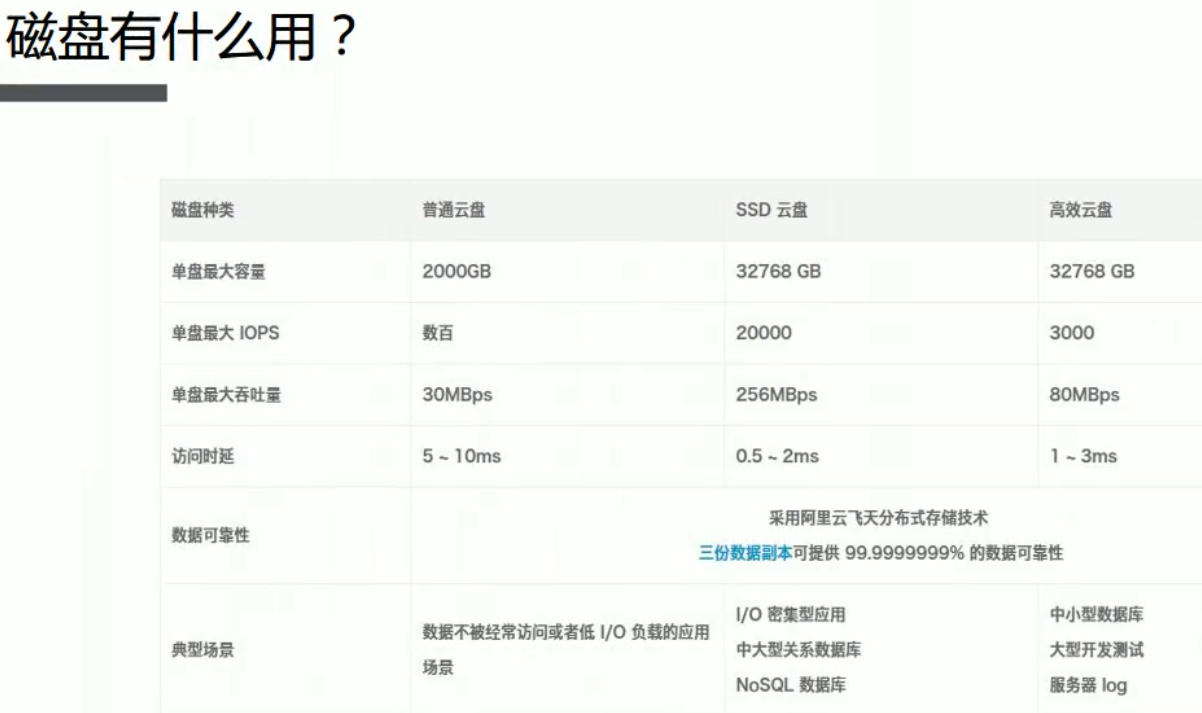 磁盘有什么用？
磁盘种类 普通云盘 SSD 云盘 高效云盘
单盘最大容量 2000GB 32768 GB 32768 GB
单盘最大 IOPS 数百 20000 3000
单盘最大吞吐量 30MBps 256MBps 80MBps
访问时延 5 ~ 10ms 0.5 ~ 2ms 1 ~ 3ms
数据可靠性
采用阿里云飞天分布式存储技术
三份数据副本可提供 99.9999999% 的数据可靠性
典型场景
数据不被经常访问或者低 I/O 负载的应用
场景
I/O 密集型应用
中大型关系数据库
NoSQL 数据库
中小型数据库
大型开发测试
服务器 log